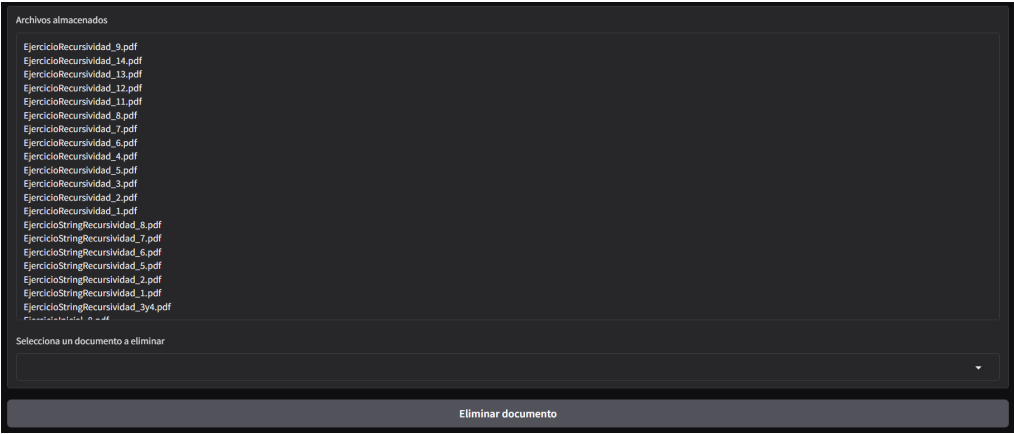 Archivos almacenados
EjercicioRecursividad_9.pdf
EjercicioRecursividad_14.pdf
EjercicioRecursividad_13.pdf
EjercicioRecursividad_12.pdf
EjercicioRecursividad_11.pdf
EjercicioRecursividad_8.pdf
EjercicioRecursividad_7.pdf
EjercicioRecursividad_6.pdf
EjercicioRecursividad_4.pdf
EjercicioRecursividad_5.pdf
EjercicioRecursividad_3.pdf
EjercicioRecursividad_2.pdf
EjercicioRecursividad_1.pdf
EjercicioStringRecursividad_8.pdf
EjercicioStringRecursividad_7.pdf
EjercicioStringRecursividad_6.pdf
EjercicioStringRecursividad_5.pdf
EjercicioStringRecursividad_2.pdf
EjercicioStringRecursividad_1.pdf
EjercicioStringRecursividad_3y4.pdf
Selecciona un documento a eliminar
Eliminar documento